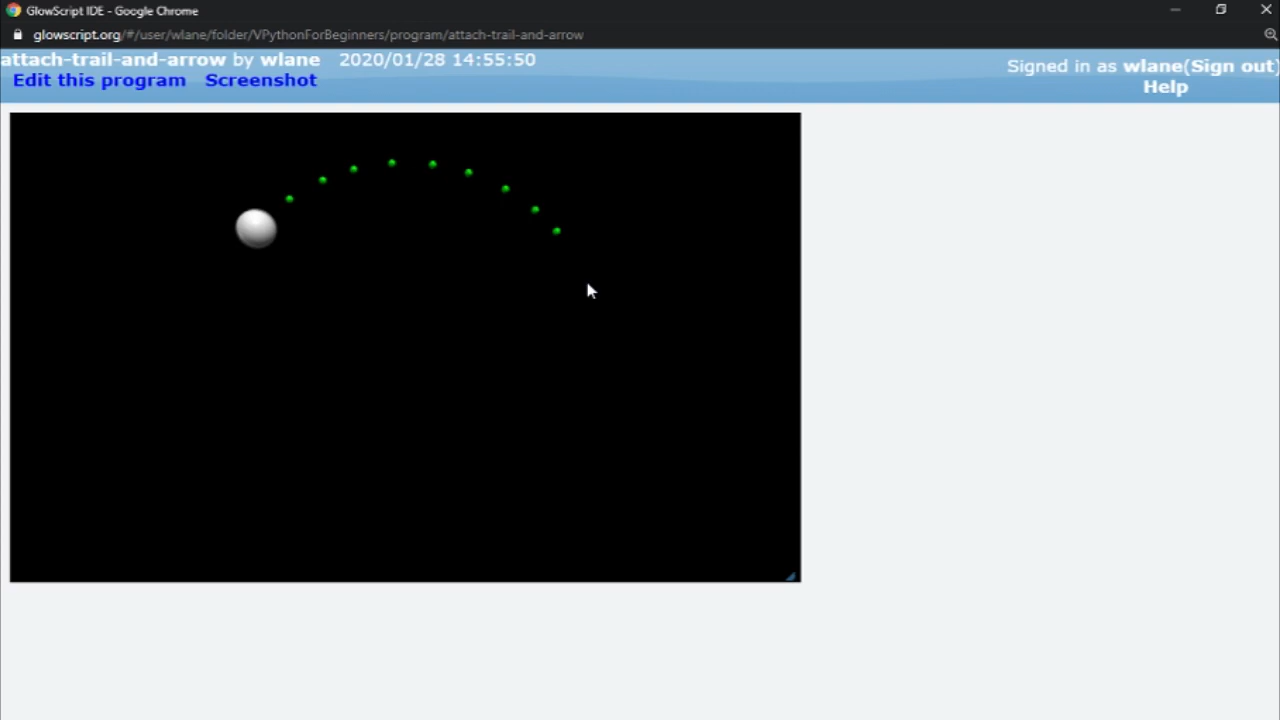 GlowScript IDE - Google Chrome
glowscript.org/#/user/wlane/folder/VPythonForBeginners/program/attach-trail-and-arrow
attach-trail-and-arrow by wlane 2020/01/28 14:55:50
Edit this program Screenshot
Signed in as wlane(Sign out)
Help